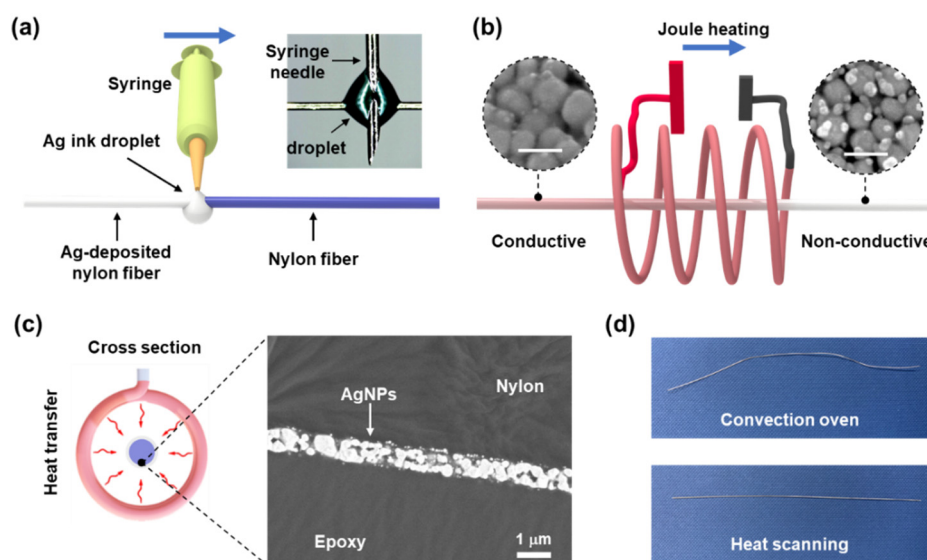 (a)
Syringe
Syringe
needle
droplet
Ag ink droplet
Ag-deposited
nylon fiber
Nylon fiber
(b)
Joule heating
Conductive
Non-conductive
(c)
Cross section
Heat transfer
AgNPs
Nylon
Epoxy
1 μm
(d)
Convection oven
Heat scanning